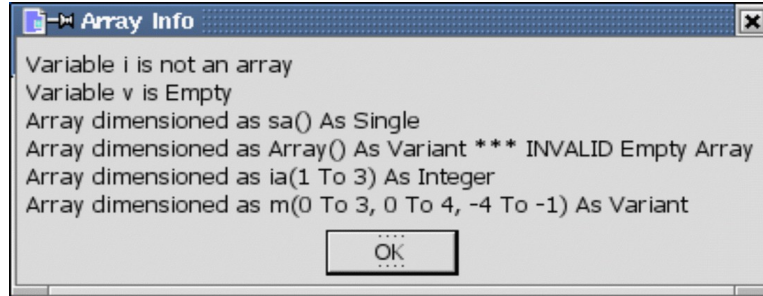 Array Info
Variable i is not an array
Variable v is Empty
Array dimensioned as sa() As Single
Array dimensioned as Array() As Variant *** INVALID Empty Array
Array dimensioned as ia(1 To 3) As Integer
Array dimensioned as m(0 To 3, 0 To 4, -4 To -1) As Variant
OK